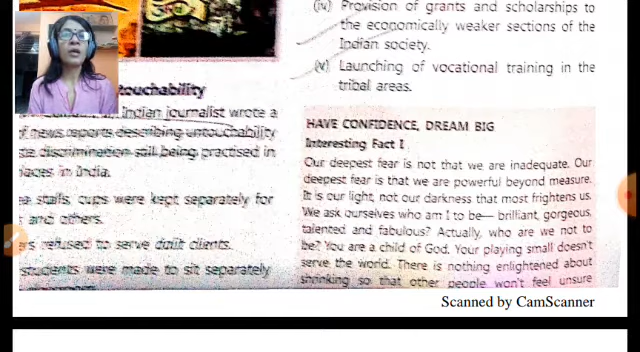 touchability
Indian journalist wrote a
of news reports describing untouchability
discrimination still being practised in
places in India.
staffs, cups were kept separately for
and others.
refused to serve dalit clients.
students were made to sit separately
(iv) Provision of grants and scholarships to
the economically weaker sections of the
Indian society.
(v) Launching of vocational training in the
tribal areas.
HAVE CONFIDENCE, DREAM BIG
Interesting Fact I
Our deepest fear is not that we are inadequate. Our
deepest fear is that we are powerful beyond measure.
It is our light, not our darkness that most frightens us.
We ask ourselves who am I to be— brilliant, gorgeous,
talented and fabulous? Actually, who are we not to
be? You are a child of God. Your playing small doesn't
serve the world. There is nothing enlightened about
shrinking so that other people won't feel unsure
Scanned by CamScanner